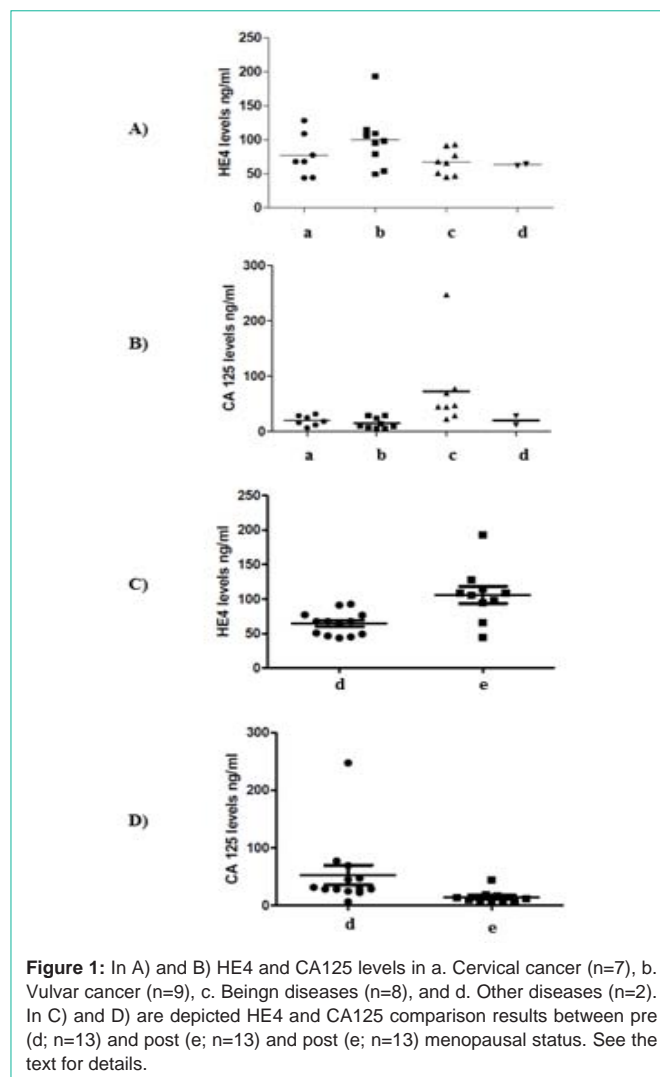 A)
HE4 levels ng/ml
250
200
150
100
50
0
a b c d
B)
CA 125 levels ng/ml
300
200
100
0
a b c d
C)
HE4 levels ng/ml
250
200
150
100
50
0
d e
D)
CA 125 levels ng/ml
300
200
100
0
d e
Figure 1: In A) and B) HE4 and CA125 levels in a. Cervical cancer (n=7), b.
Vulvar cancer (n=9), c. Beingn diseases (n=8), and d. Other diseases (n=2).
In C) and D) are depicted HE4 and CA125 comparison results between pre
(d; n=13) and post (e; n=13) and post (e; n=13) menopausal status. See the
text for details.